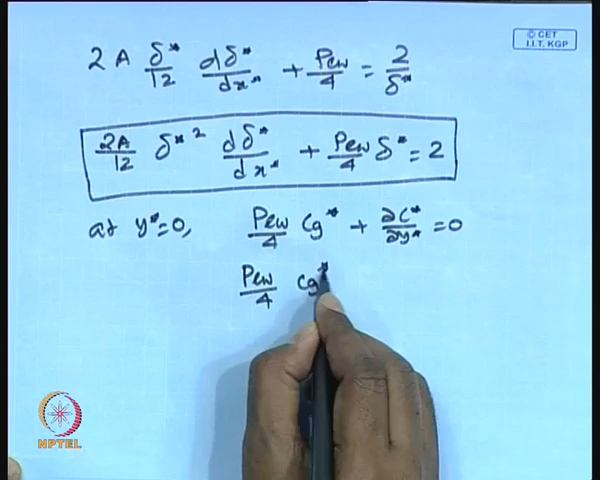 © CET
I.I.T. KGP
2 A δ*/12 dδ*/dx* + Pew/4 = 2/δ*
2A/12 δ*² dδ*/dx* + Pew/4 δ* = 2
at y*=0, Pew/4 Cg* + ∂C*/∂y* = 0
Pew/4 Cg*
NPTEL